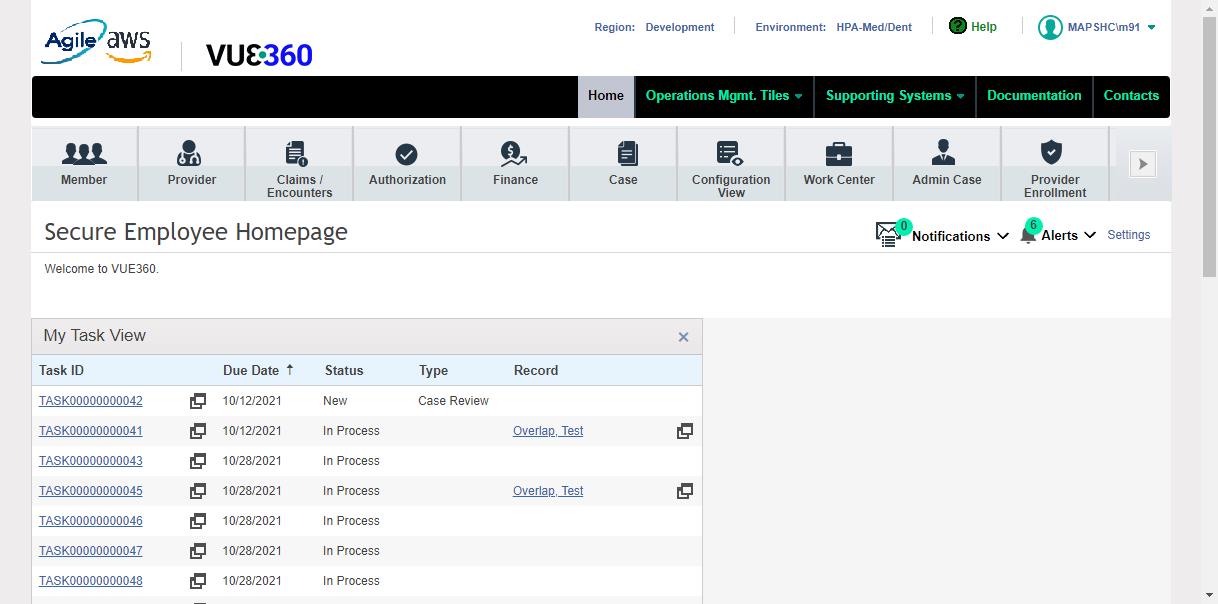 Agile aws
VUE360
Region: Development
Environment: HPA-Med/Dent
? Help
MAPSHC\m91
Home
Operations Mgmt. Tiles
Supporting Systems
Documentation
Contacts
Member
Provider
Claims /
Encounters
Authorization
Finance
Case
Configuration
View
Work Center
Admin Case
Provider
Enrollment
Secure Employee Homepage
0 Notifications
6 Alerts
Settings
Welcome to VUE360.
My Task View
Task ID Due Date Status Type Record
TASK00000000042 10/12/2021 New Case Review
TASK00000000041 10/12/2021 In Process Overlap, Test
TASK00000000043 10/28/2021 In Process
TASK00000000045 10/28/2021 In Process Overlap, Test
TASK00000000046 10/28/2021 In Process
TASK00000000047 10/28/2021 In Process
TASK00000000048 10/28/2021 In Process